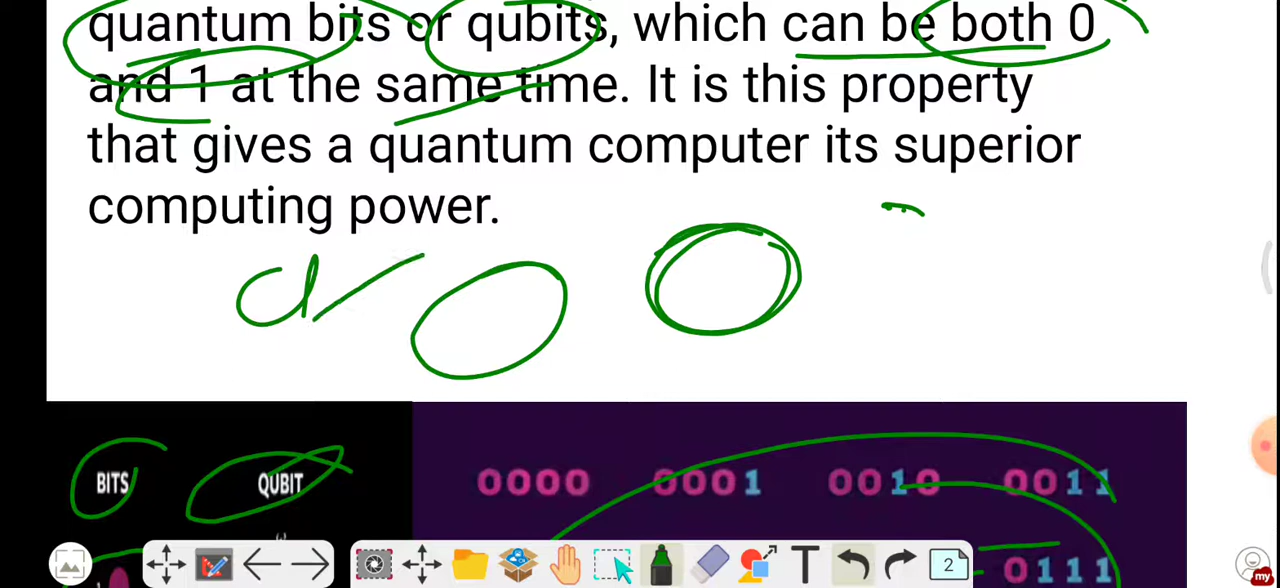 quantum bits or qubits, which can be both 0
and 1 at the same time. It is this property
that gives a quantum computer its superior
computing power.
BITS QUBIT 0000 0001 0010 0011
0111
T 2
my